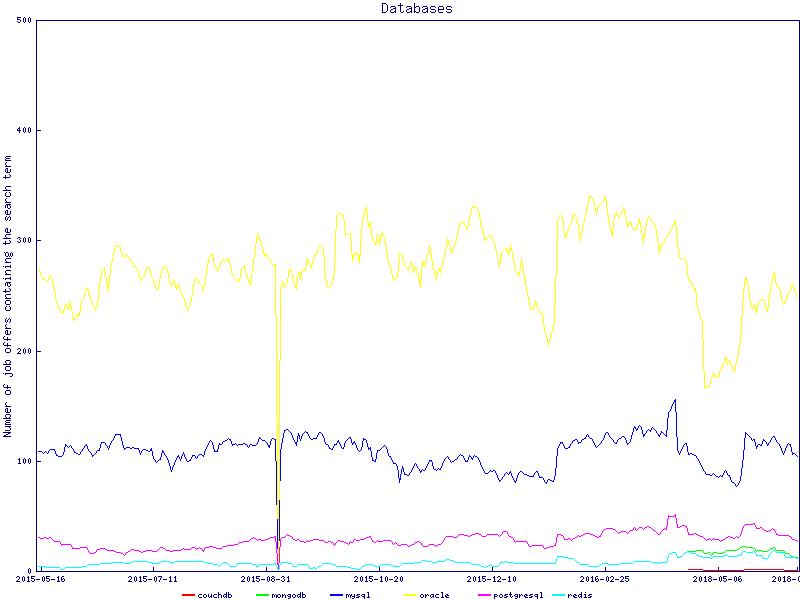 Databases
Number of job offers containing the search term
500
400
300
200
100
0
2015-05-16 2015-07-11 2015-08-31 2015-10-20 2015-12-10 2016-02-25 2018-05-06 2018-0
couchdb mongodb mysql oracle postgresql redis